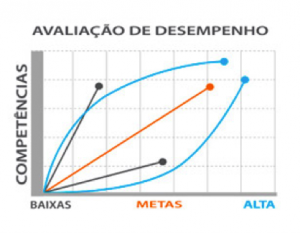 AVALIAÇÃO DE DESEMPENHO
COMPETÊNCIAS
BAIXAS METAS ALTA